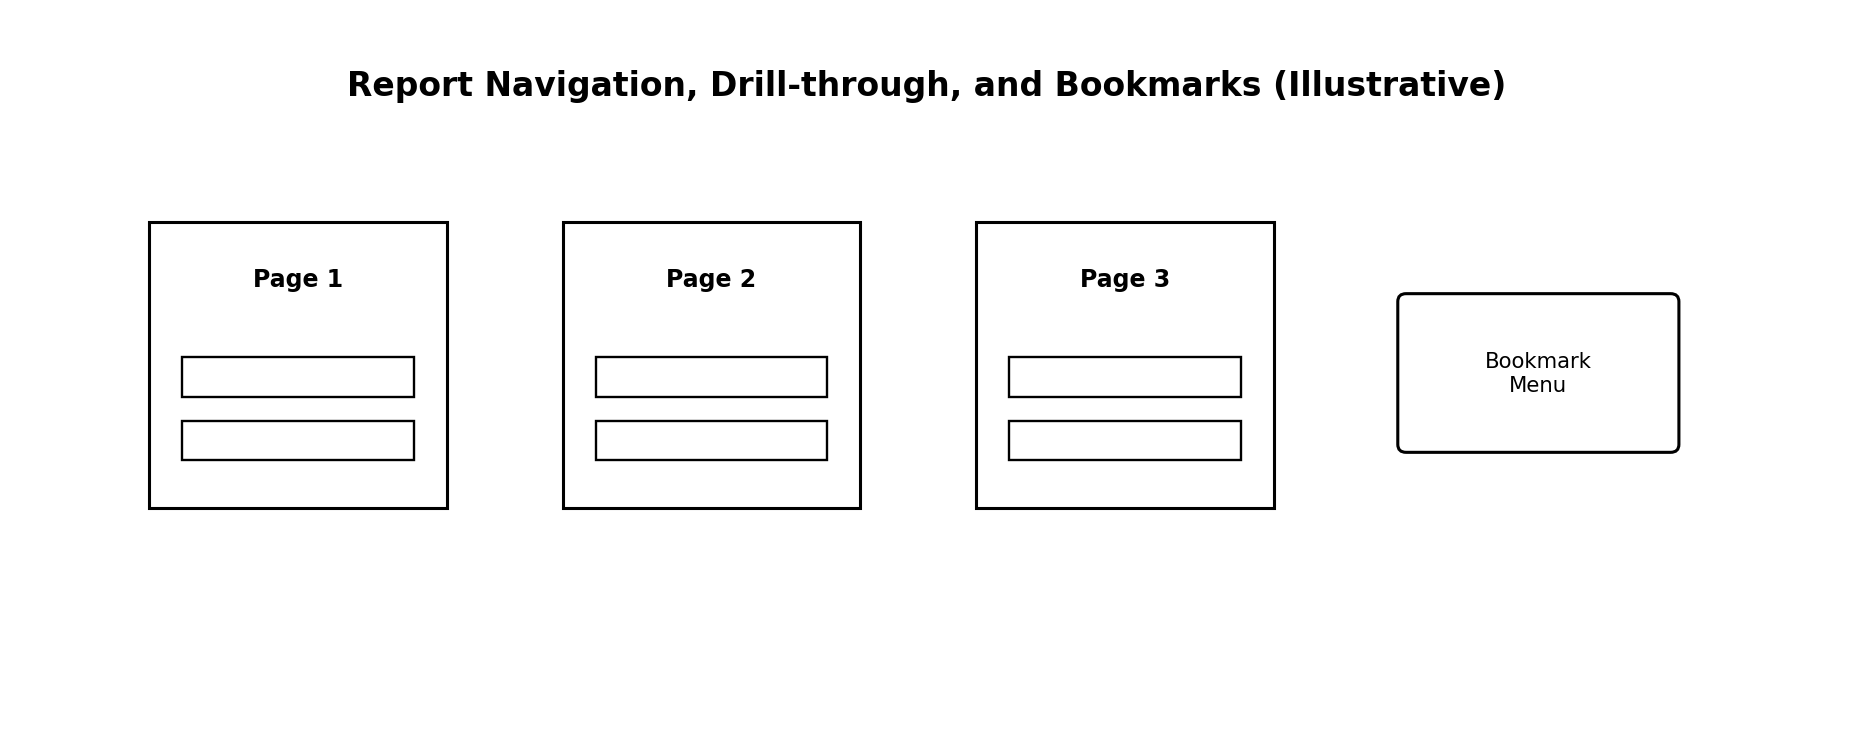 Report Navigation, Drill-through, and Bookmarks (Illustrative)
Page 1
Page 2
Page 3
Bookmark
Menu